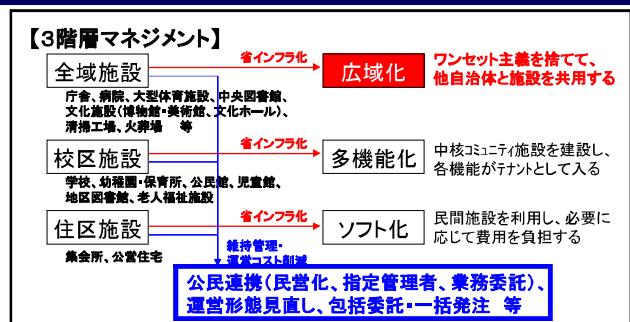 【3階層マネジメント】
省インフラ化
全域施設
広域化
ワンセット主義を捨てて、
他自治体と施設を共用する
庁舎、病院、大型体育施設、中央図書館、
文化施設(博物館・美術館、文化ホール)、
清掃工場、火葬場　等
省インフラ化
校区施設
多機能化
中核コミュニティ施設を建設し、
各機能がテナントとして入る
学校、幼稚園・保育所、公民館、児童館、
地区図書館、老人福祉施設
省インフラ化
住区施設
ソフト化
民間施設を利用し、必要に
応じて費用を負担する
集会所、公営住宅
維持管理・
運営コスト削減
公民連携(民営化、指定管理者、業務委託)、
運営形態見直し、包括委託・一括発注 等